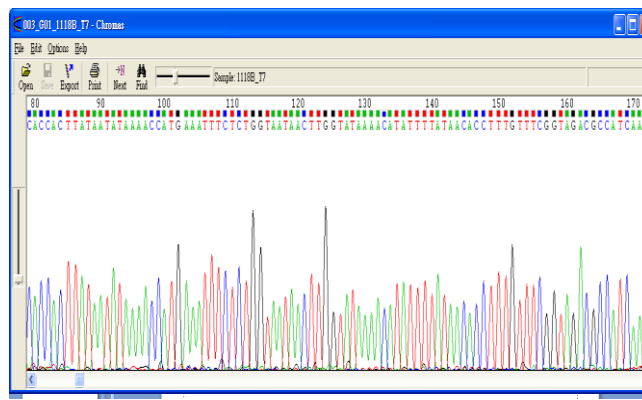 003_G01_1118B_T7 - Chromas
File Edit Options Help
Open Save Export Print Next Find Sample: 1118B_T7
80 90 100 110 120 130 140 150 160 170
CACCACTTATAATATAAAACCATGAAATTTCTCTGGTAATAACTTGGTATAAAACATATTTTATAACACCTTTGTTTCGGTAGACGCCATCAA